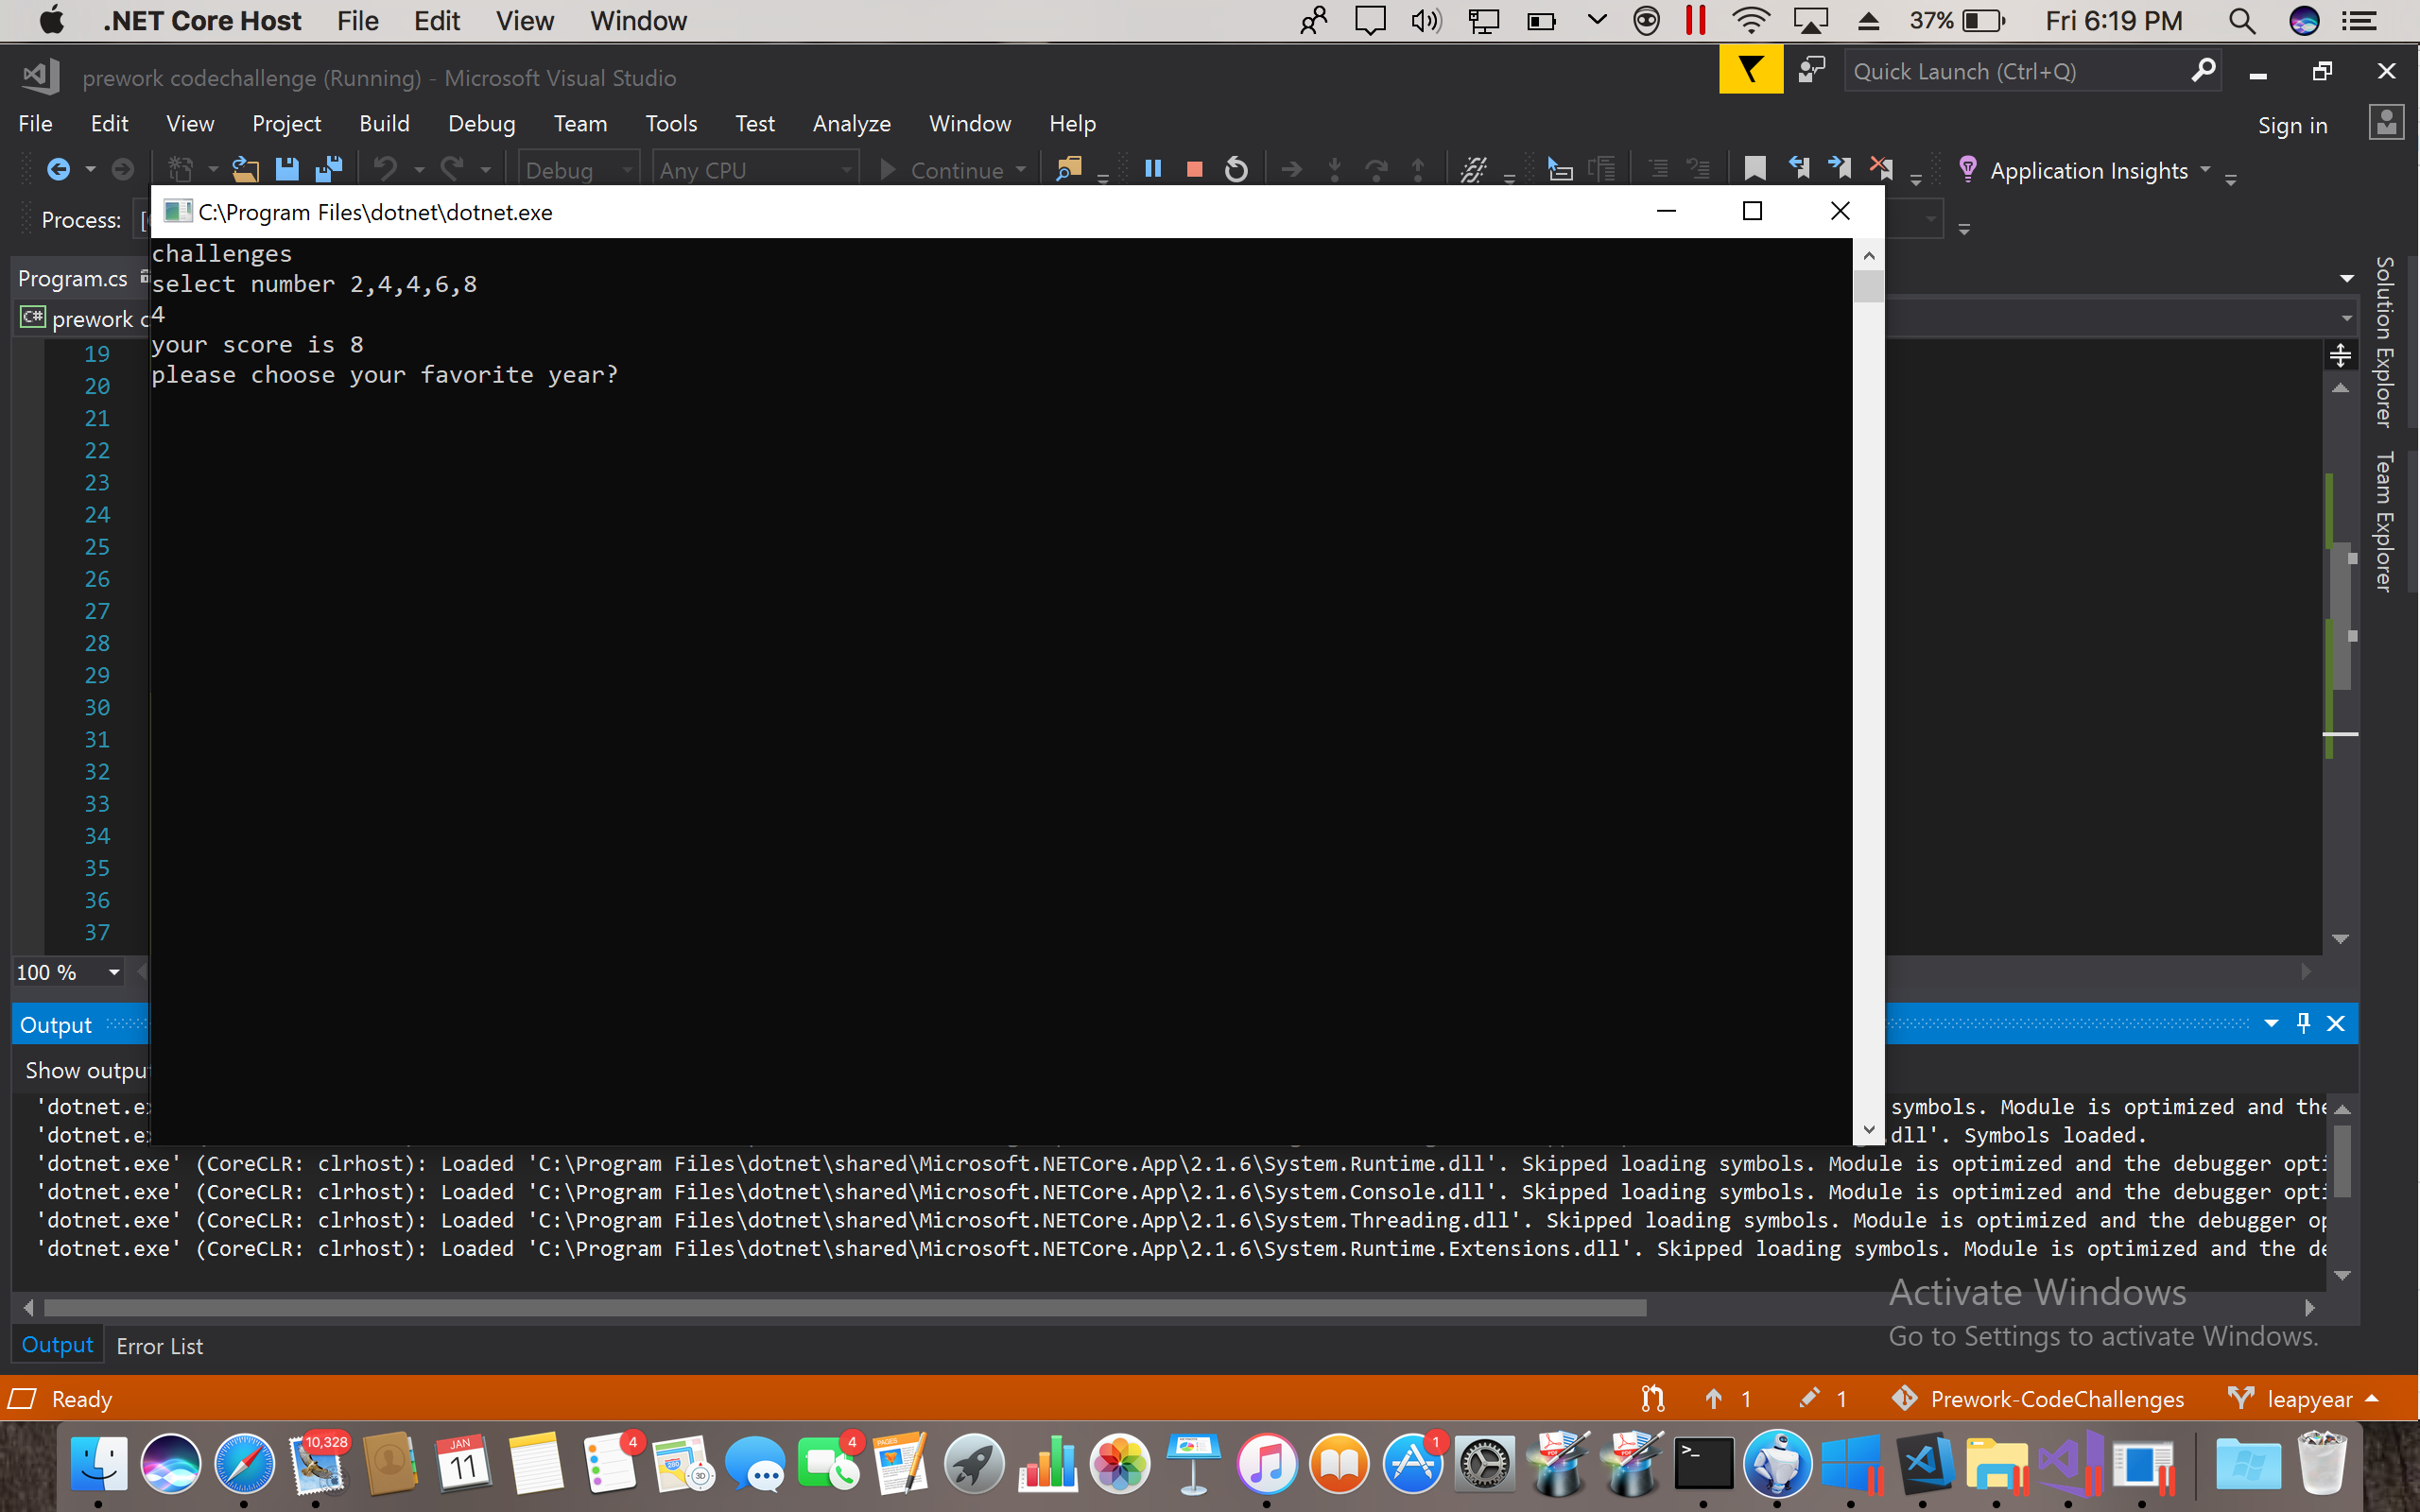 .NET Core Host File Edit View Window 37% Fri 6:19 PM
prework codechallenge (Running) - Microsoft Visual Studio Quick Launch (Ctrl+Q)
File Edit View Project Build Debug Team Tools Test Analyze Window Help Sign in
Debug Any CPU Continue Application Insights
Process:
C:\Program Files\dotnet\dotnet.exe
challenges
select number 2,4,4,6,8
4
your score is 8
please choose your favorite year?
Program.cs
C# prework c
Solution Explorer
Team Explorer
19
20
21
22
23
24
25
26
27
28
29
30
31
32
33
34
35
36
37
100 %
Output
Show outpu
'dotnet.ex symbols. Module is optimized and the
'dotnet.e .dll'. Symbols loaded.
'dotnet.exe' (CoreCLR: clrhost): Loaded 'C:\Program Files\dotnet\shared\Microsoft.NETCore.App\2.1.6\System.Runtime.dll'. Skipped loading symbols. Module is optimized and the debugger opti
'dotnet.exe' (CoreCLR: clrhost): Loaded 'C:\Program Files\dotnet\shared\Microsoft.NETCore.App\2.1.6\System.Console.dll'. Skipped loading symbols. Module is optimized and the debugger opti
'dotnet.exe' (CoreCLR: clrhost): Loaded 'C:\Program Files\dotnet\shared\Microsoft.NETCore.App\2.1.6\System.Threading.dll'. Skipped loading symbols. Module is optimized and the debugger op
'dotnet.exe' (CoreCLR: clrhost): Loaded 'C:\Program Files\dotnet\shared\Microsoft.NETCore.App\2.1.6\System.Runtime.Extensions.dll'. Skipped loading symbols. Module is optimized and the de
Activate Windows
Go to Settings to activate Windows.
Output Error List
Ready 1 1 Prework-CodeChallenges leapyear
10,328 JAN 11 4 3D 4 PAGES 1